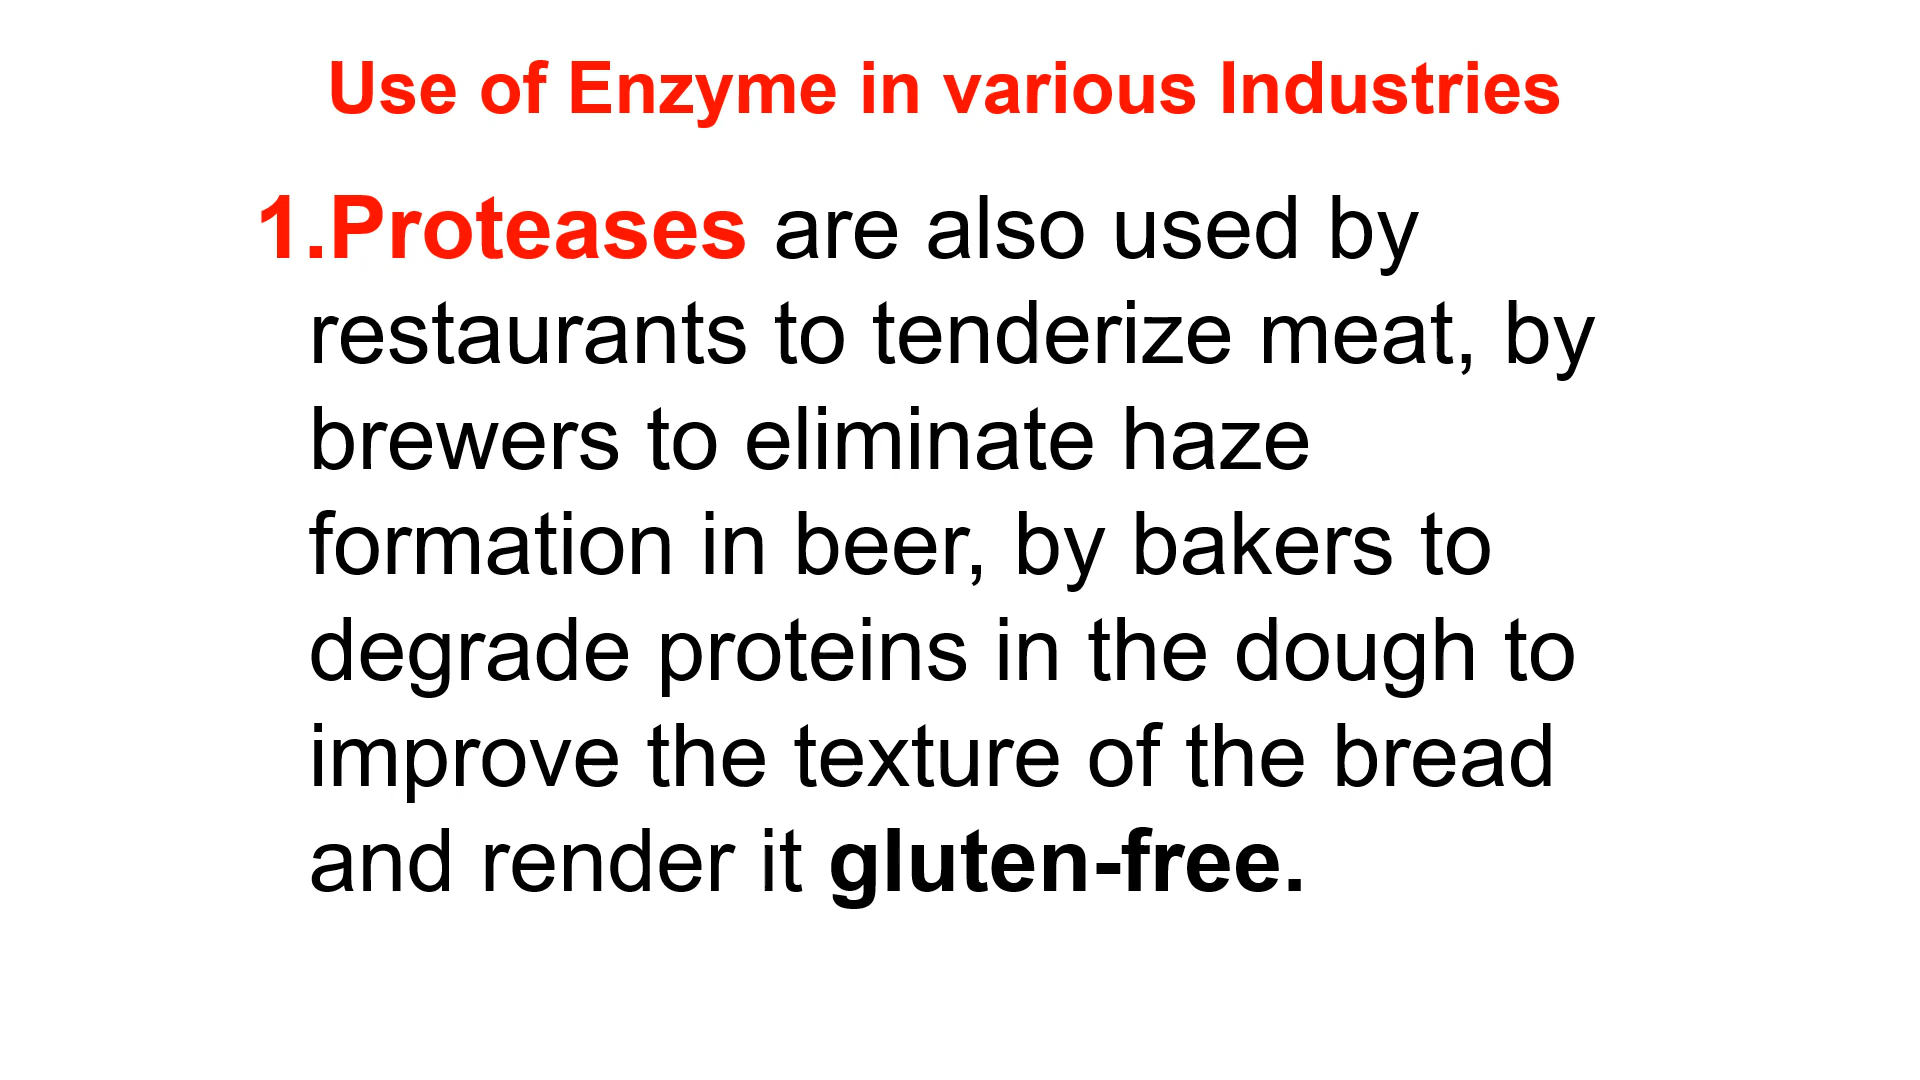 Use of Enzyme in various Industries
1.Proteases are also used by
restaurants to tenderize meat, by
brewers to eliminate haze
formation in beer, by bakers to
degrade proteins in the dough to
improve the texture of the bread
and render it gluten-free.